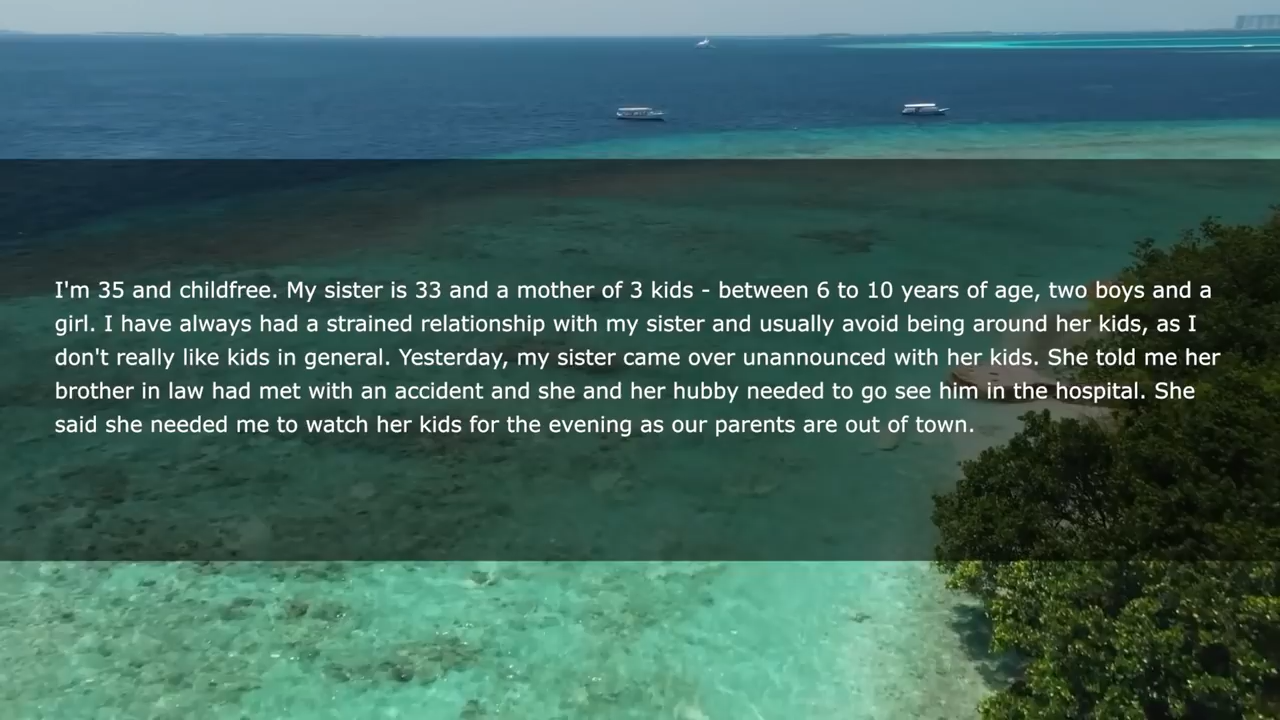 I'm 35 and childfree. My sister is 33 and a mother of 3 kids - between 6 to 10 years of age, two boys and a
girl. I have always had a strained relationship with my sister and usually avoid being around her kids, as I
don't really like kids in general. Yesterday, my sister came over unannounced with her kids. She told me her
brother in law had met with an accident and she and her hubby needed to go see him in the hospital. She
said she needed me to watch her kids for the evening as our parents are out of town.